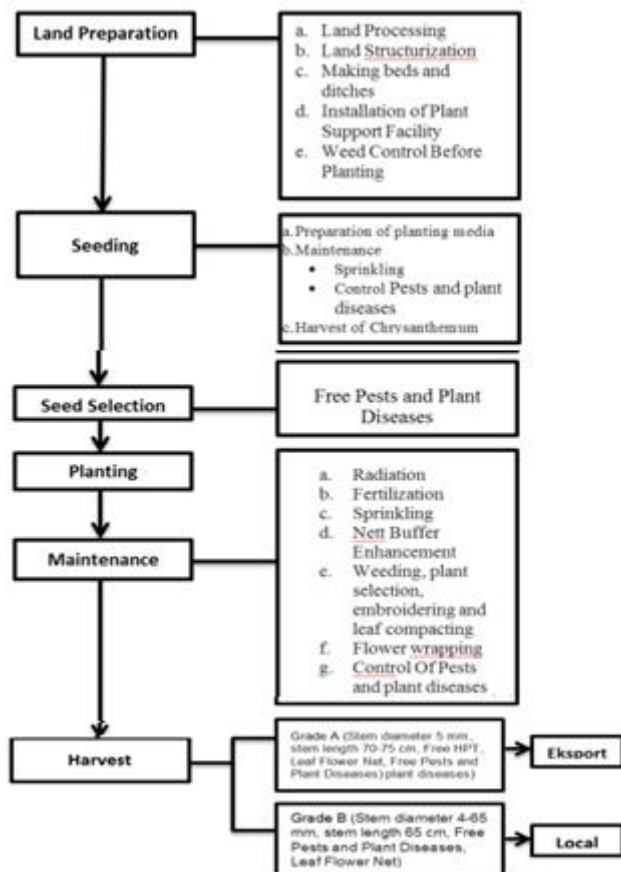 Land Preparation
a. Land Processing
b. Land Structurization
c. Making beds and
ditches
d. Installation of Plant
Support Facility
e. Weed Control Before
Planting
Seeding
a.Preparation of planting media
b.Maintenance
• Sprinkling
• Control Pests and plant
diseases
c.Harvest of Chrysanthemum
Seed Selection
Free Pests and Plant
Diseases
Planting
Maintenance
a. Radiation
b. Fertilization
c. Sprinkling
d. Nett Buffer
Enhancement
e. Weeding, plant
selection,
embroidering and
leaf compacting
f. Flower wrapping
g. Control Of Pests
and plant diseases
Harvest
Grade A (Stem diameter 5 mm,
stem length 70-75 cm, Free HPT,
Leaf Flower Net, Free Pests and
Plant Diseases) plant diseases)
Eksport
Grade B (Stem diameter 4-65
mm, stem length 65 cm, Free
Pests and Plant Diseases,
Leaf Flower Net)
Local